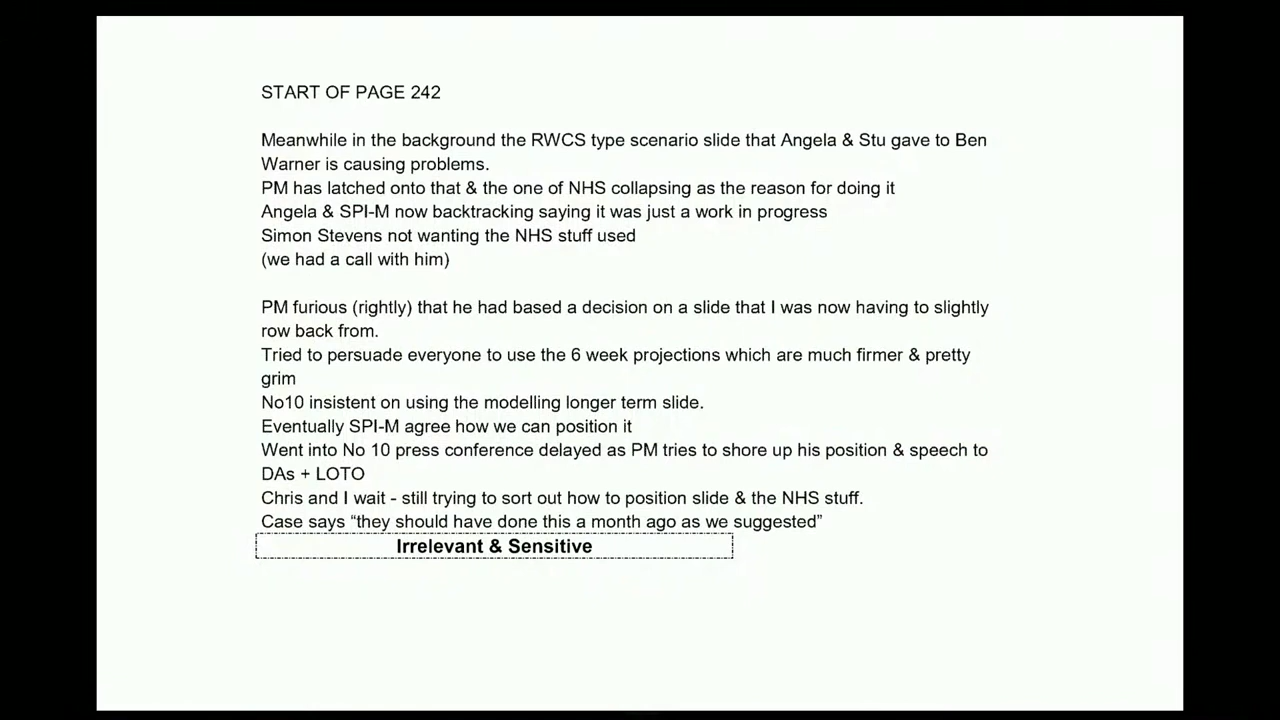 START OF PAGE 242
Meanwhile in the background the RWCS type scenario slide that Angela & Stu gave to Ben
Warner is causing problems.
PM has latched onto that & the one of NHS collapsing as the reason for doing it
Angela & SPI-M now backtracking saying it was just a work in progress
Simon Stevens not wanting the NHS stuff used
(we had a call with him)
PM furious (rightly) that he had based a decision on a slide that I was now having to slightly
row back from.
Tried to persuade everyone to use the 6 week projections which are much firmer & pretty
grim
No10 insistent on using the modelling longer term slide.
Eventually SPI-M agree how we can position it
Went into No 10 press conference delayed as PM tries to shore up his position & speech to
DAs + LOTO
Chris and I wait - still trying to sort out how to position slide & the NHS stuff.
Case says “they should have done this a month ago as we suggested”
Irrelevant & Sensitive